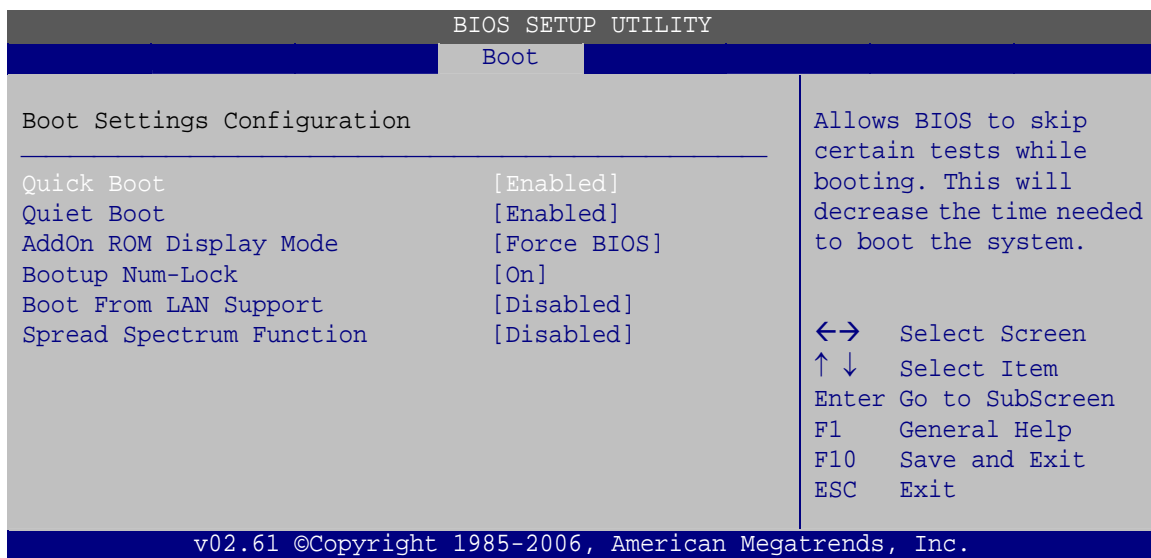 BIOS SETUP UTILITY
Boot
Boot Settings Configuration
Quick Boot [Enabled]
Quiet Boot [Enabled]
AddOn ROM Display Mode [Force BIOS]
Bootup Num-Lock [On]
Boot From LAN Support [Disabled]
Spread Spectrum Function [Disabled]
Allows BIOS to skip
certain tests while
booting. This will
decrease the time needed
to boot the system.
←→ Select Screen
↑↓ Select Item
Enter Go to SubScreen
F1 General Help
F10 Save and Exit
ESC Exit
v02.61 ©Copyright 1985-2006, American Megatrends, Inc.